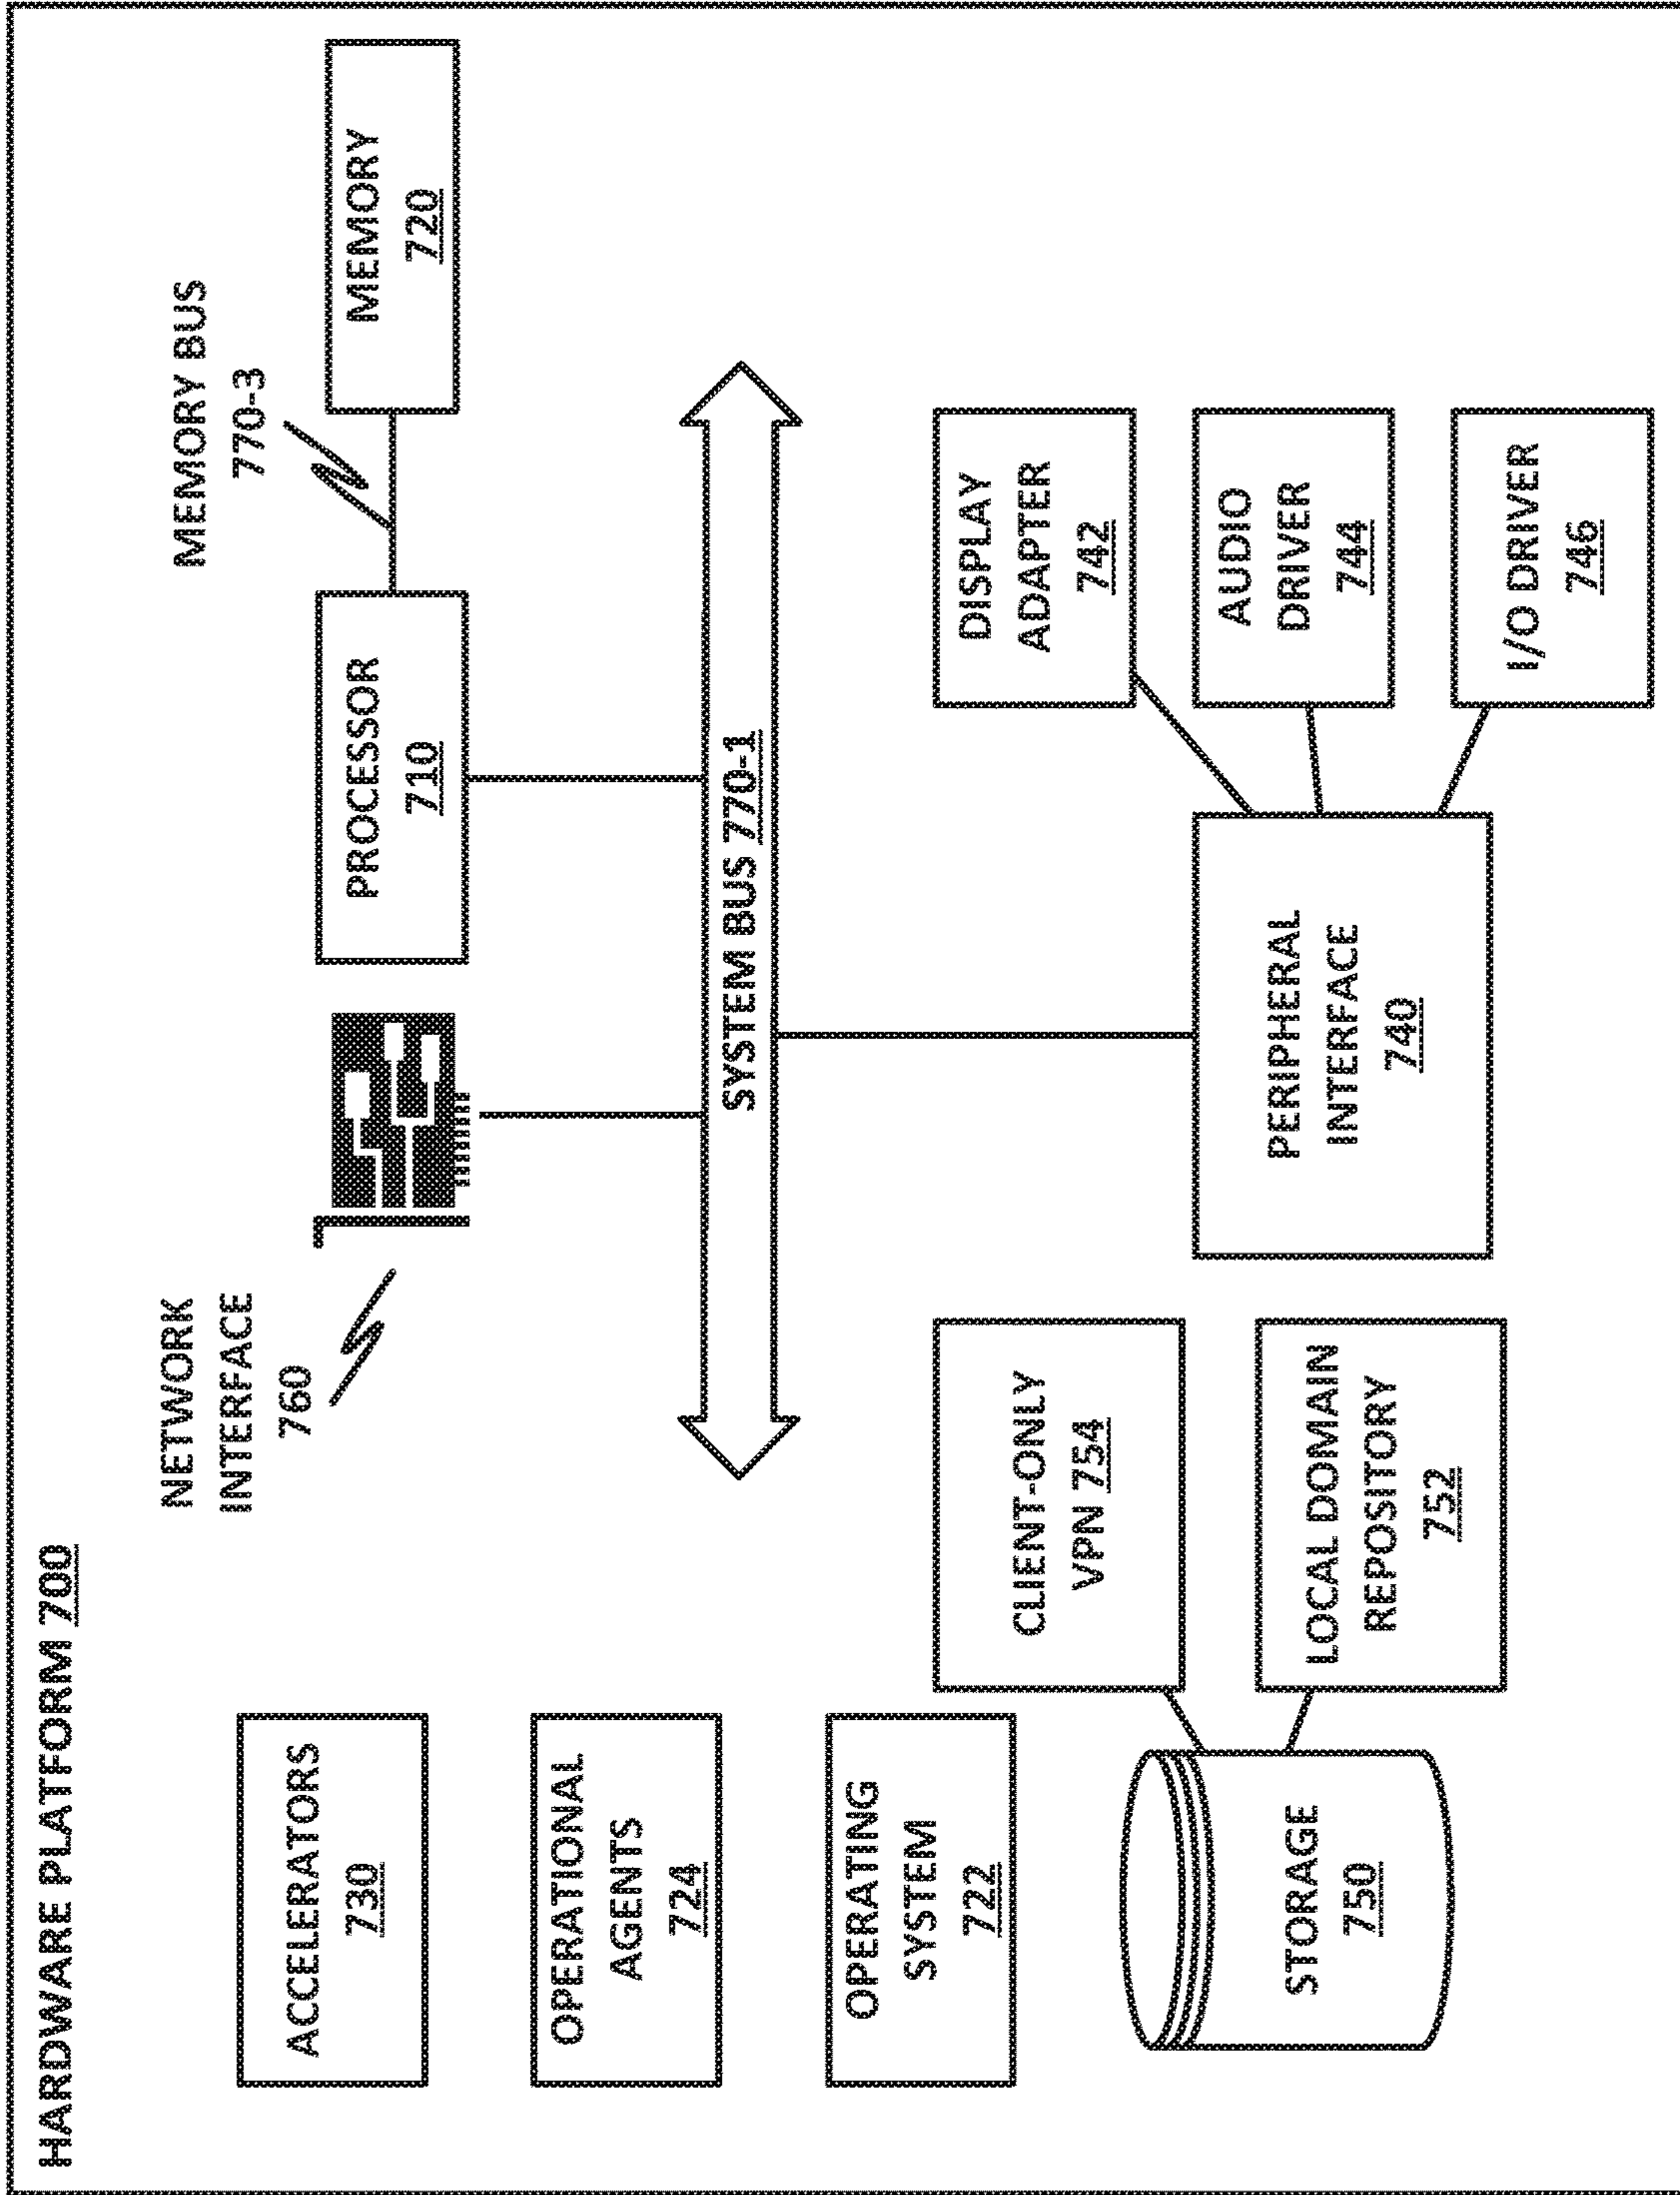 HARDWARE PLATFORM 700
ACCELERATORS
730
OPERATIONAL
AGENTS
724
OPERATING
SYSTEM
722
STORAGE
750
NETWORK
INTERFACE
760
PROCESSOR
710
MEMORY BUS
770-3
MEMORY
720
SYSTEM BUS 770-1
CLIENT-ONLY
VPN 754
LOCAL DOMAIN
REPOSITORY
752
PERIPHERAL
INTERFACE
740
DISPLAY
ADAPTER
742
AUDIO
DRIVER
744
I/O DRIVER
746